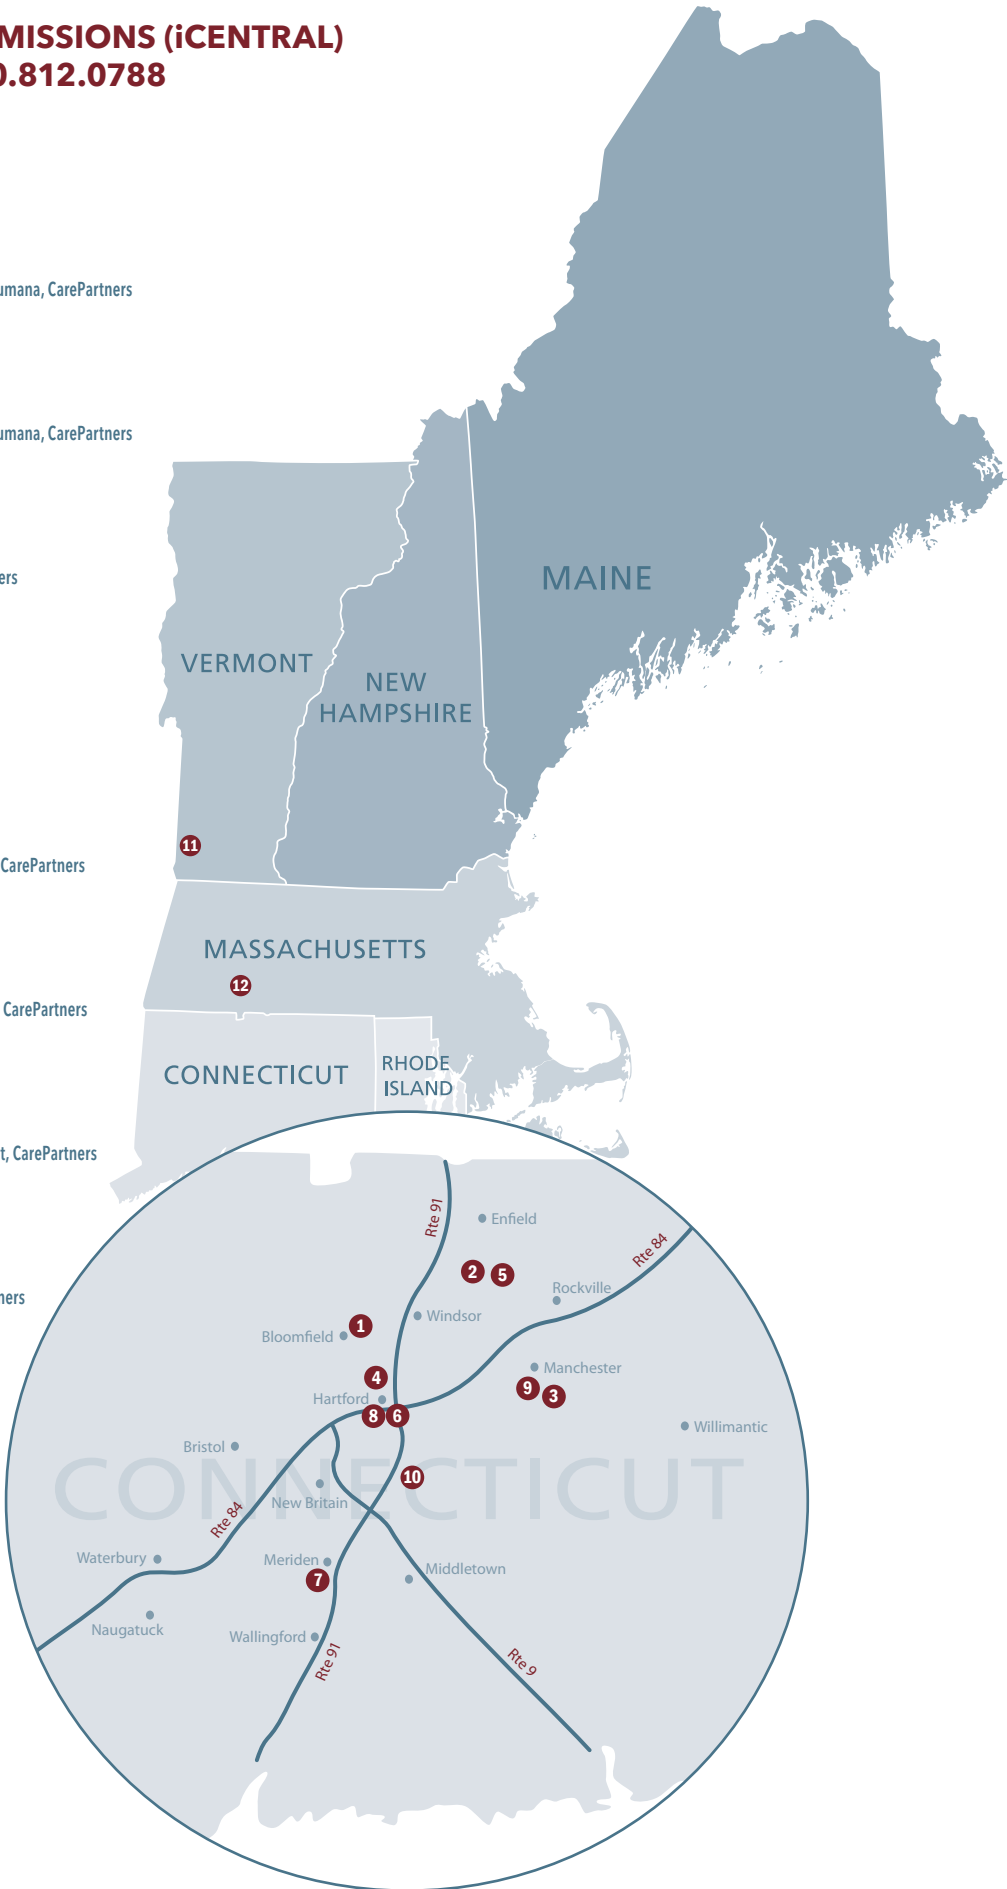 MISSIONS (iCENTRAL)
0.812.0788
umana, CarePartners
umana, CarePartners
ers
CarePartners
CarePartners
t, CarePartners
ners
MAINE
VERMONT
NEW
HAMPSHIRE
11
MASSACHUSETTS
12
CONNECTICUT
RHODE
ISLAND
Rte 91
Enfield
Rte 84
2
5
Rockville
Windsor
1
Bloomfield
Manchester
4
9
3
Hartford
8
6
Willimantic
Bristol
CONNECTICUT
10
New Britain
Rte 84
Waterbury
Meriden
Middletown
7
Naugatuck
Wallingford
Rte 91
Rte 9